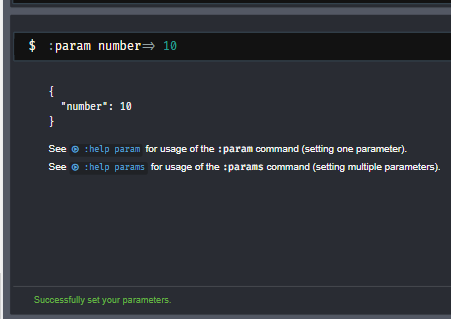 $ :param number=> 10
{
"number": 10
}
See :help param for usage of the :param command (setting one parameter).
See :help params for usage of the :params command (setting multiple parameters).
Successfully set your parameters.